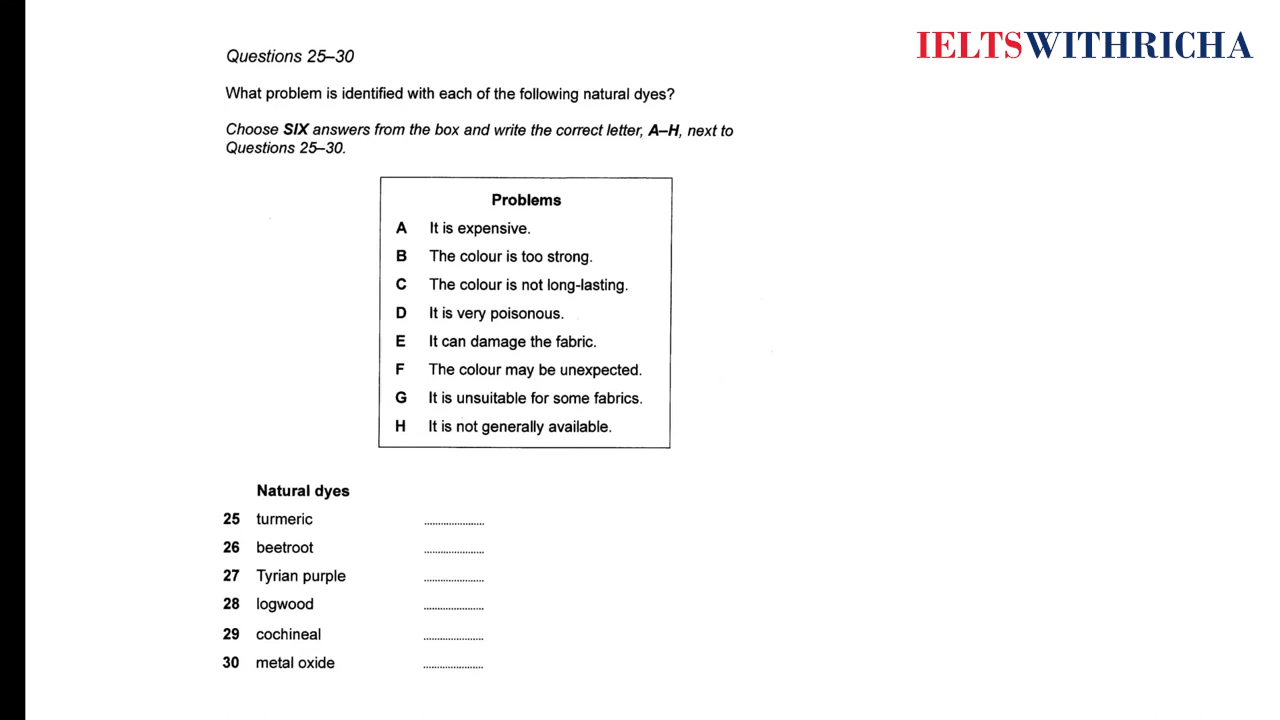 IELTSWITHRICHA
Questions 25–30
What problem is identified with each of the following natural dyes?
Choose SIX answers from the box and write the correct letter, A–H, next to
Questions 25–30.
Problems
A It is expensive.
B The colour is too strong.
C The colour is not long-lasting.
D It is very poisonous.
E It can damage the fabric.
F The colour may be unexpected.
G It is unsuitable for some fabrics.
H It is not generally available.
Natural dyes
25 turmeric ......................
26 beetroot ......................
27 Tyrian purple ......................
28 logwood ......................
29 cochineal ......................
30 metal oxide ......................